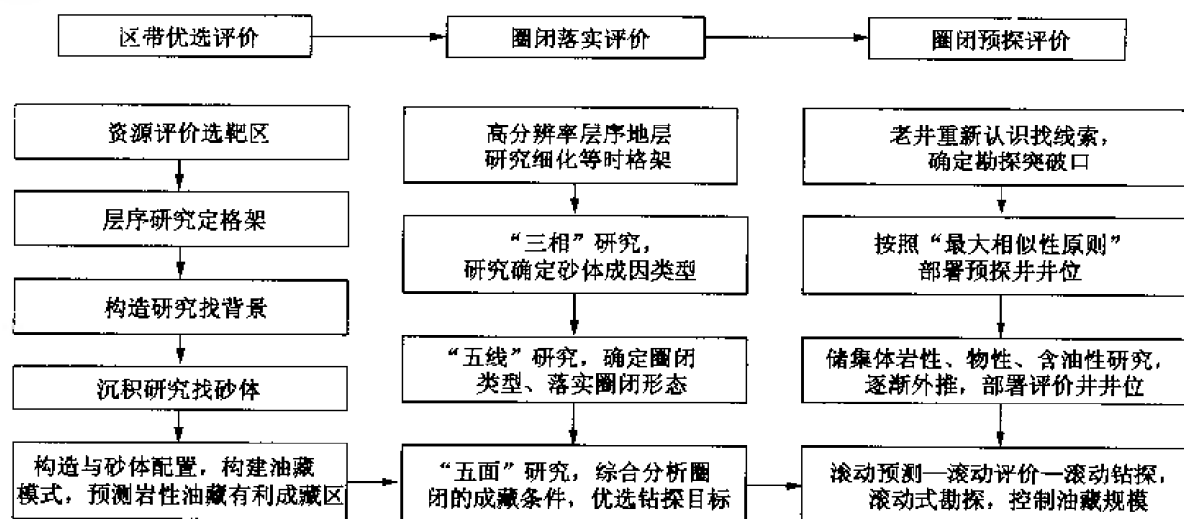 区带优选评价
圈闭落实评价
圈闭预探评价
资源评价选靶区
层序研究定格架
构造研究找背景
沉积研究找砂体
构造与砂体配置，构建油藏
模式，预测岩性油藏有利成藏区
高分辨率层序地层
研究细化等时格架
“三相”研究，
研究确定砂体成因类型
“五线”研究，确定圈闭
类型、落实圈闭形态
“五面”研究，综合分析圈
闭的成藏条件，优选钻探目标
老井重新认识找线索，
确定勘探突破口
按照“最大相似性原则”
部署预探井井位
储集体岩性、物性、含油性研究，
逐渐外推，部署评价井井位
滚动预测—滚动评价—滚动钻探，
滚动式勘探，控制油藏规模